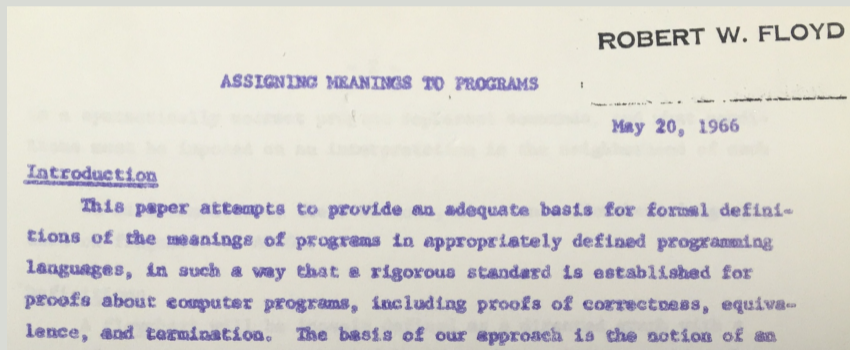 ROBERT W. FLOYD
ASSIGNING MEANINGS TO PROGRAMS
May 20, 1966
Introduction
This paper attempts to provide an adequate basis for formal defini-
tions of the meanings of programs in appropriately defined programming
languages, in such a way that a rigorous standard is established for
proofs about computer programs, including proofs of correctness, equiva-
lence, and termination. The basis of our approach is the notion of an